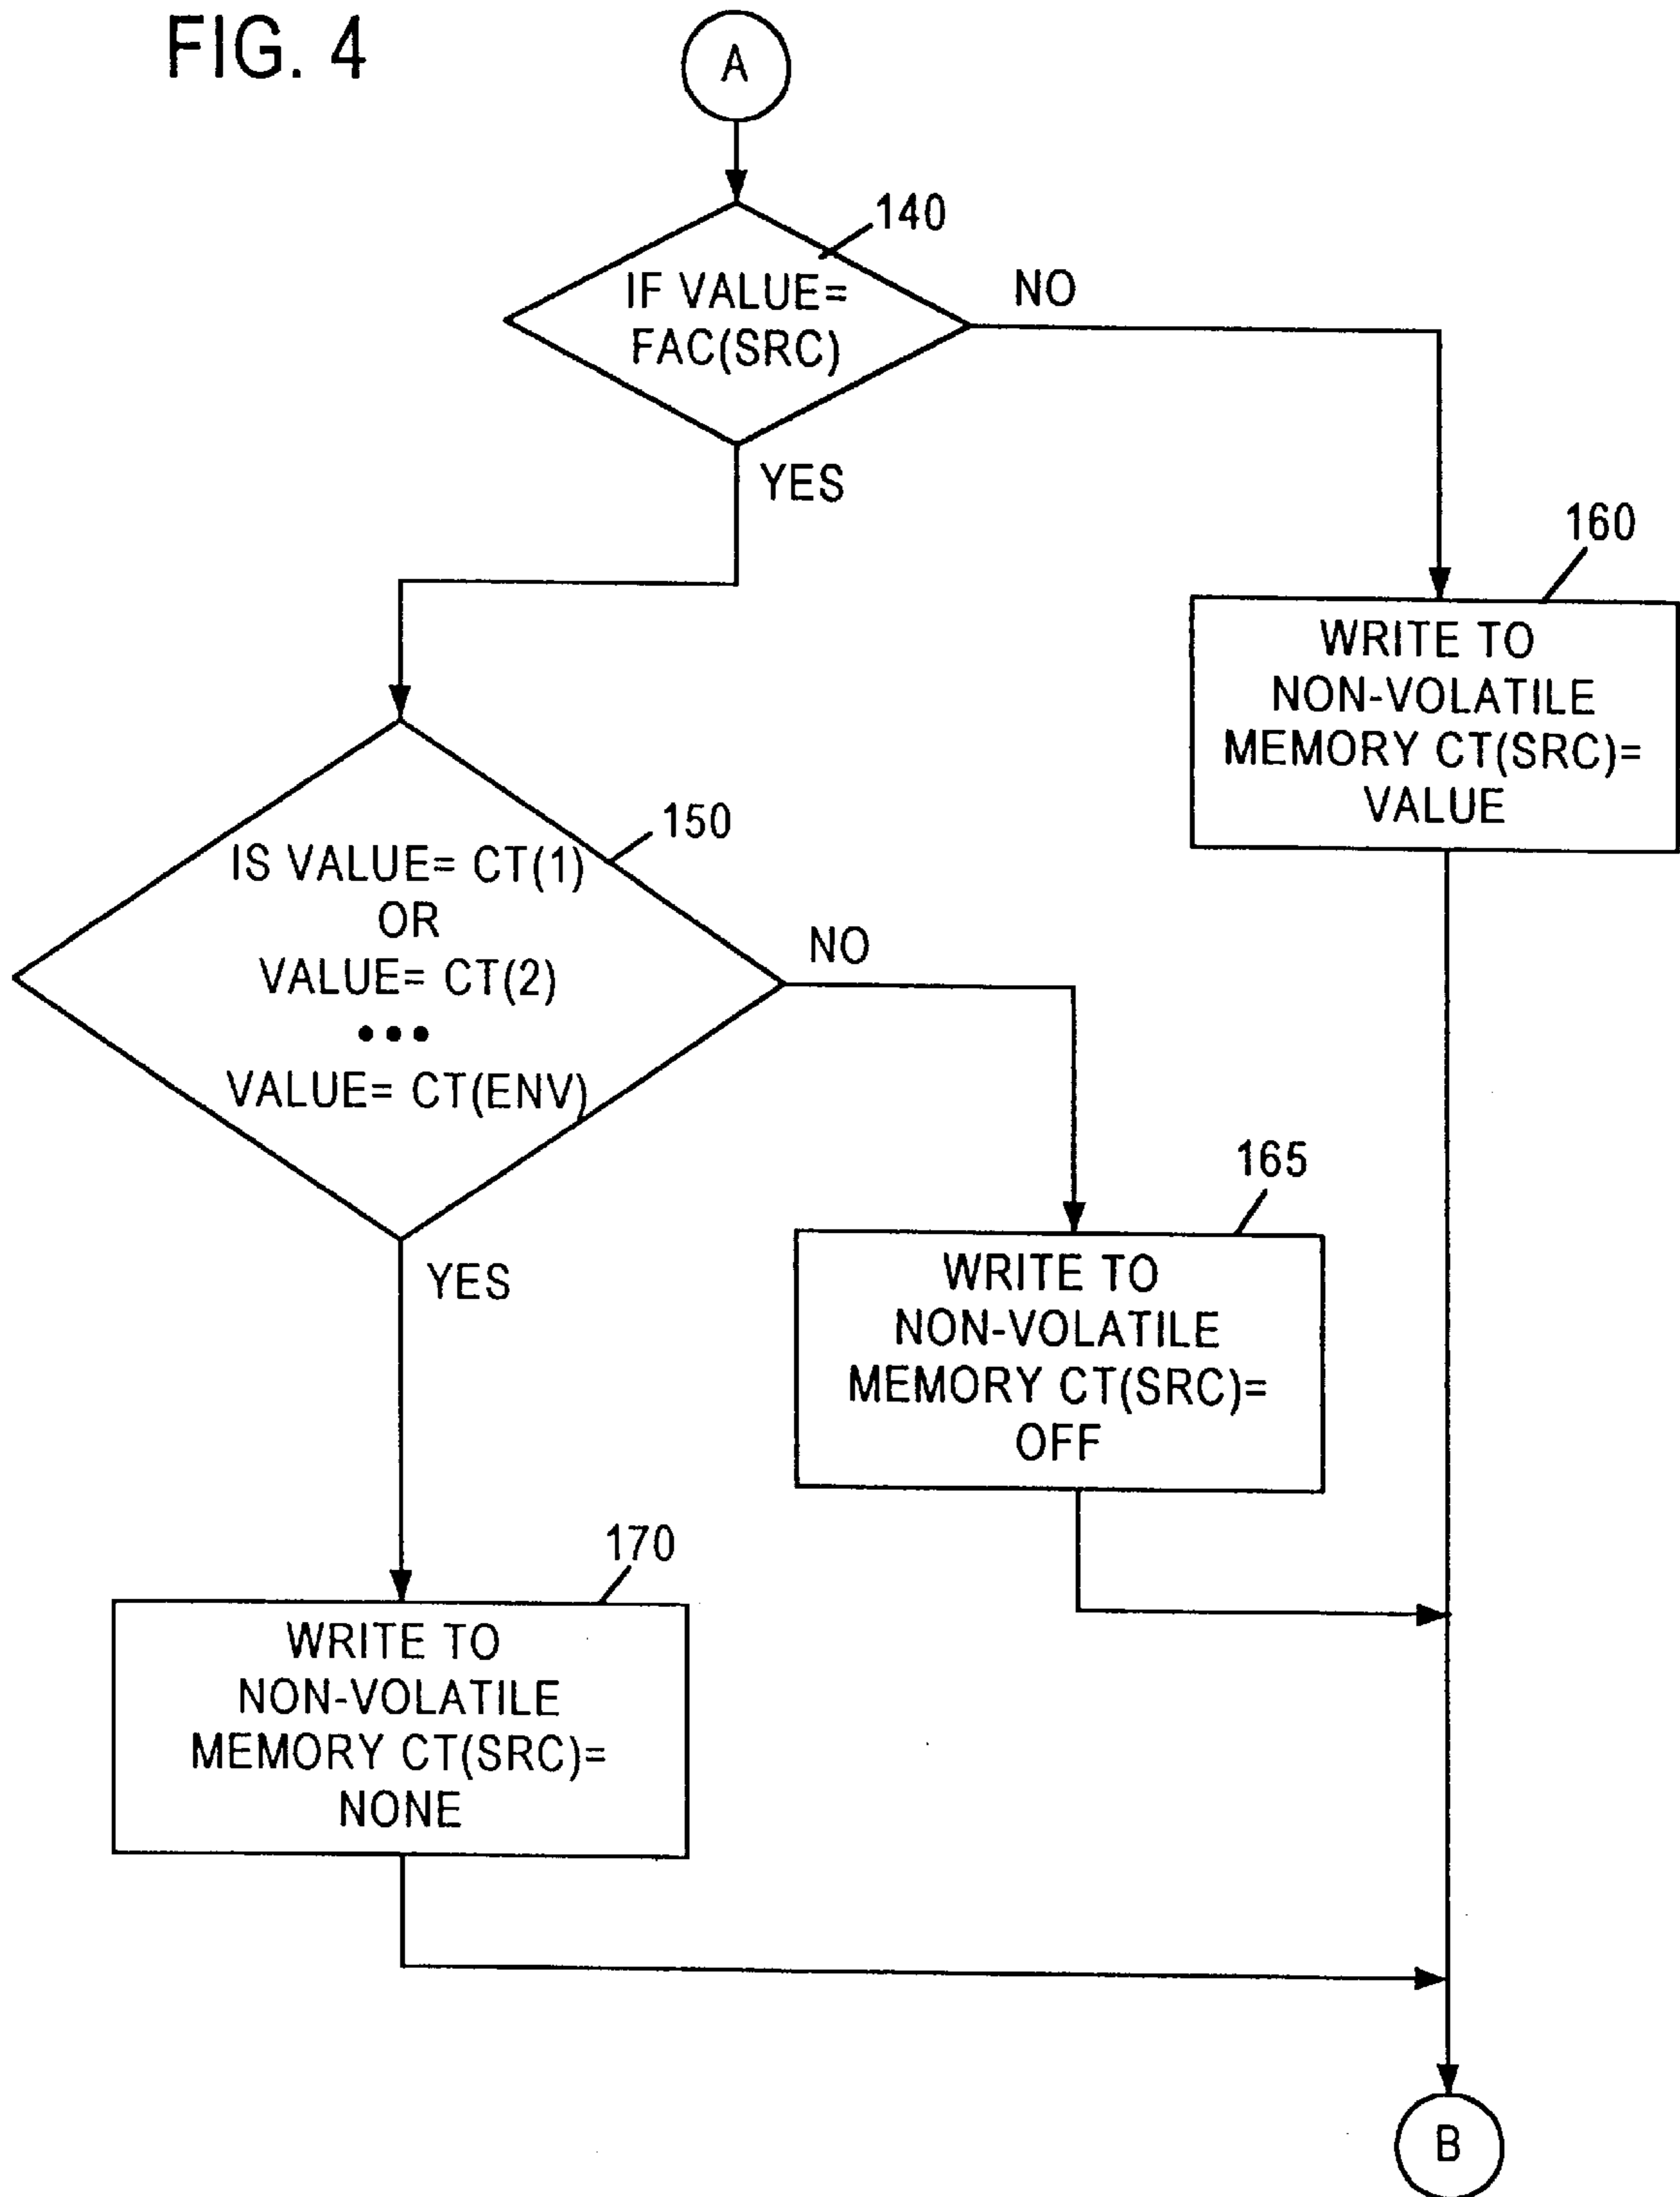 FIG. 4
A
140
IF VALUE=
FAC(SRC)
NO
YES
160
WRITE TO
NON-VOLATILE
MEMORY CT(SRC)=
VALUE
150
IS VALUE= CT(1)
OR
VALUE= CT(2)
•••
VALUE= CT(ENV)
NO
YES
165
WRITE TO
NON-VOLATILE
MEMORY CT(SRC)=
OFF
170
WRITE TO
NON-VOLATILE
MEMORY CT(SRC)=
NONE
B